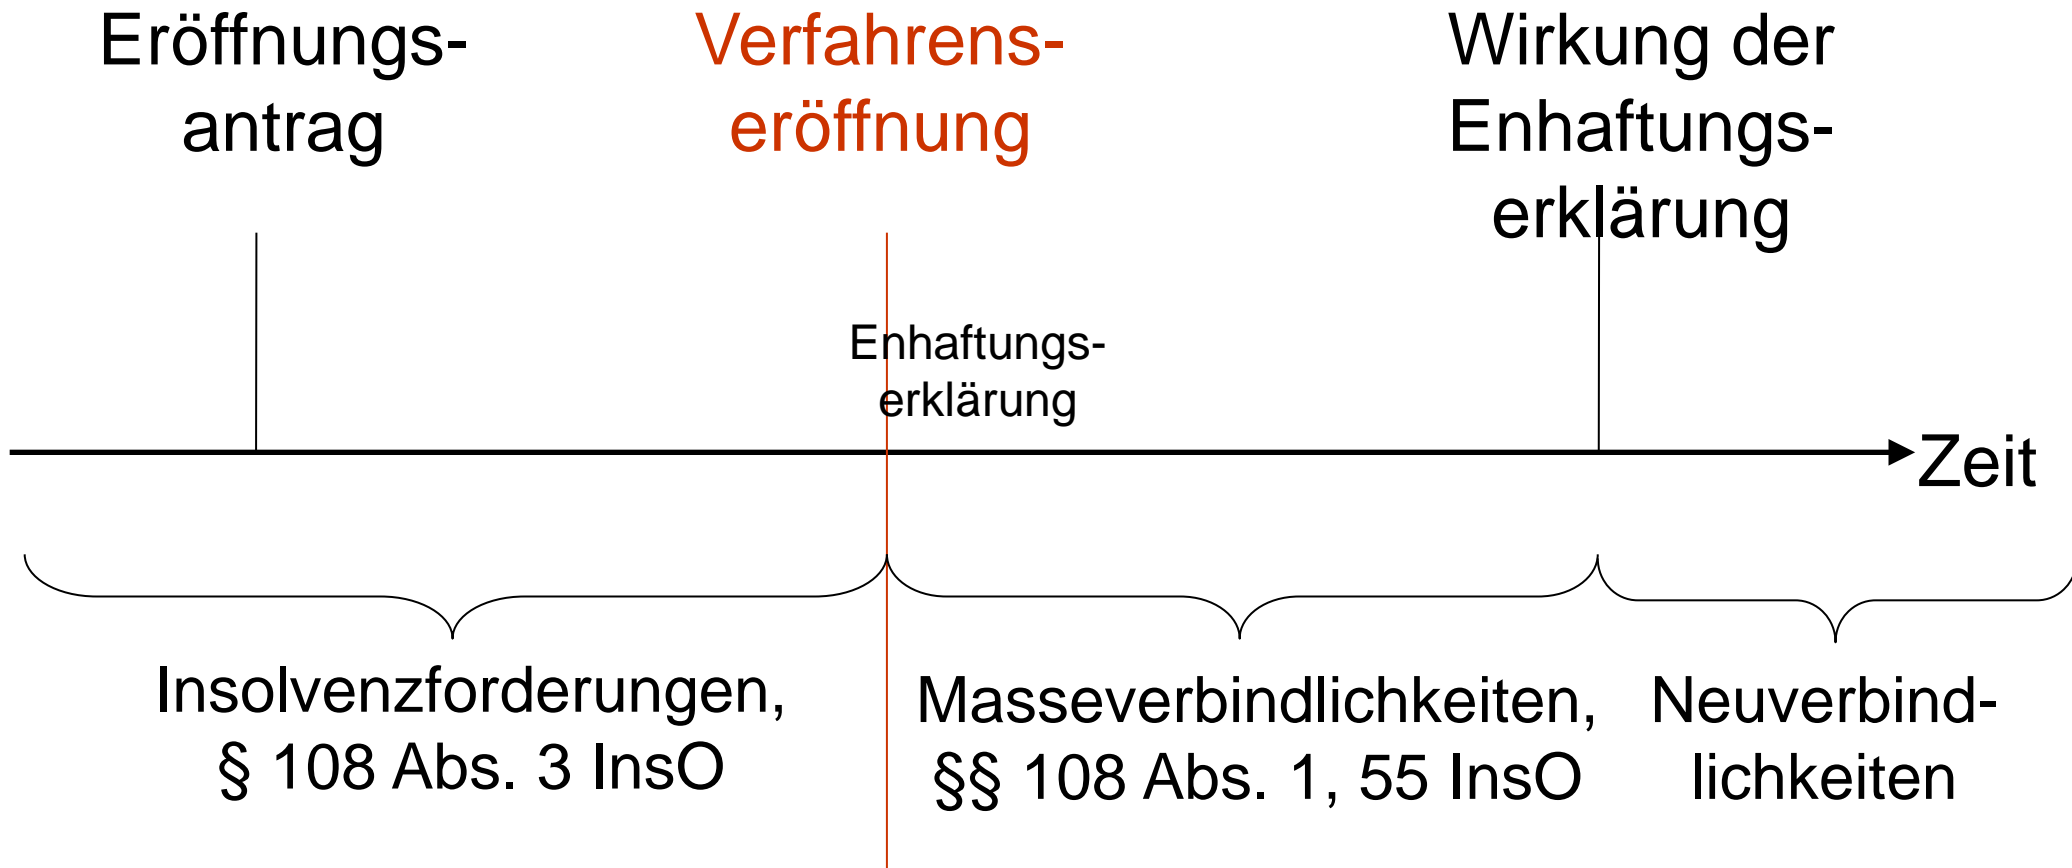 Eröffnungs-
antrag
Verfahrens-
eröffnung
Wirkung der
Enhaftungs-
erklärung
Enhaftungs-
erklärung
Zeit
Insolvenzforderungen,
§ 108 Abs. 3 InsO
Masseverbindlichkeiten,
§§ 108 Abs. 1, 55 InsO
Neuverbind-
lichkeiten